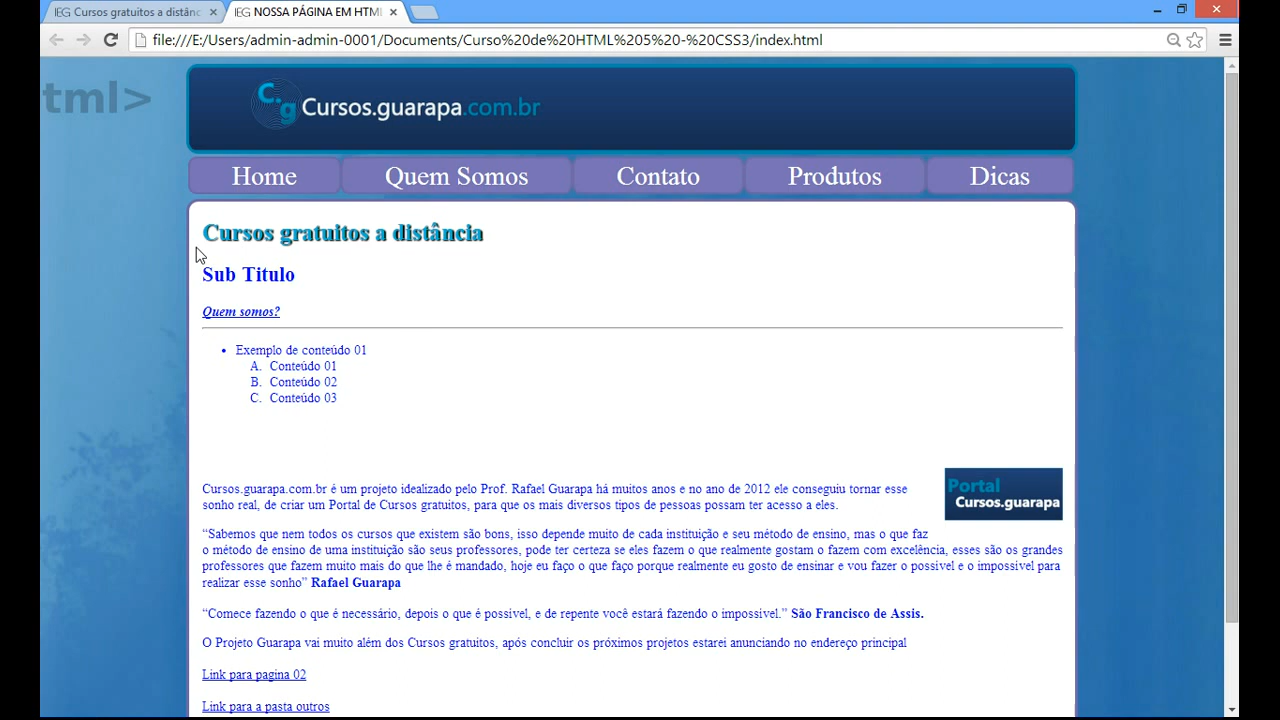 IEG Cursos gratuitos a distânc
IEG NOSSA PÁGINA EM HTMI
file:///E:/Users/admin-admin-0001/Documents/Curso%20de%20HTML%205%20-%20CSS3/index.html
tml>
C.g Cursos.guarapa.com.br
Home Quem Somos Contato Produtos Dicas
Cursos gratuitos a distância
Sub Titulo
Quem somos?
• Exemplo de conteúdo 01
A. Conteúdo 01
B. Conteúdo 02
C. Conteúdo 03
Portal
Cursos.guarapa
Cursos.guarapa.com.br é um projeto idealizado pelo Prof. Rafael Guarapa há muitos anos e no ano de 2012 ele conseguiu tornar esse
sonho real, de criar um Portal de Cursos gratuitos, para que os mais diversos tipos de pessoas possam ter acesso a eles.
“Sabemos que nem todos os cursos que existem são bons, isso depende muito de cada instituição e seu método de ensino, mas o que faz
o método de ensino de uma instituição são seus professores, pode ter certeza se eles fazem o que realmente gostam o fazem com excelência, esses são os grandes
professores que fazem muito mais do que lhe é mandado, hoje eu faço o que faço porque realmente eu gosto de ensinar e vou fazer o possivel e o impossível para
realizar esse sonho” Rafael Guarapa
“Comece fazendo o que é necessário, depois o que é possível, e de repente você estará fazendo o impossível.” São Francisco de Assis.
O Projeto Guarapa vai muito além dos Cursos gratuitos, após concluir os próximos projetos estarei anunciando no endereço principal
Link para pagina 02
Link para a pasta outros